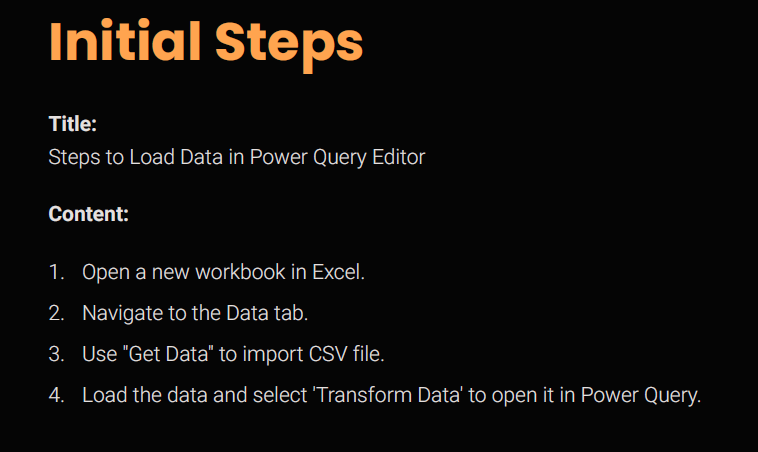 Initial Steps
Title:
Steps to Load Data in Power Query Editor
Content:
1. Open a new workbook in Excel.
2. Navigate to the Data tab.
3. Use "Get Data" to import CSV file.
4. Load the data and select 'Transform Data' to open it in Power Query.